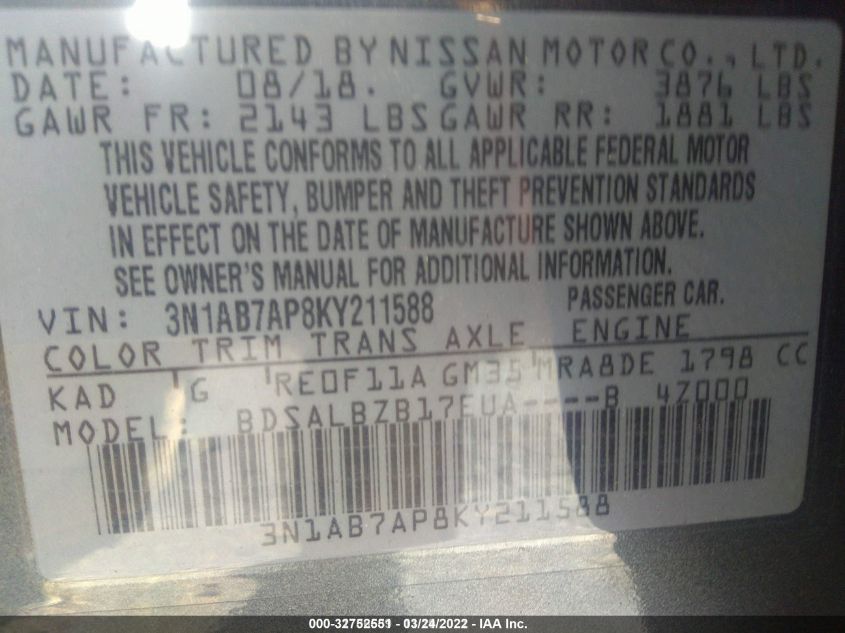 MANUFACTURED BY NISSAN MOTOR CO., LTD.
DATE: 08/18. GVWR: 3876 LBS
GAWR FR: 2143 LBS GAWR RR: 1881 LBS
THIS VEHICLE CONFORMS TO ALL APPLICABLE FEDERAL MOTOR
VEHICLE SAFETY, BUMPER AND THEFT PREVENTION STANDARDS
IN EFFECT ON THE DATE OF MANUFACTURE SHOWN ABOVE.
SEE OWNER'S MANUAL FOR ADDITIONAL INFORMATION.
VIN: 3N1AB7AP8KY211588 PASSENGER CAR.
COLOR TRIM TRANS AXLE ENGINE
KAD G RE0F11A GM35 MRA8DE 1798 CC
MODEL: BDSALBZB17EUA----B 4Z000
3N1AB7AP8KY211588
000-32752551 - 03/24/2022 - IAA Inc.